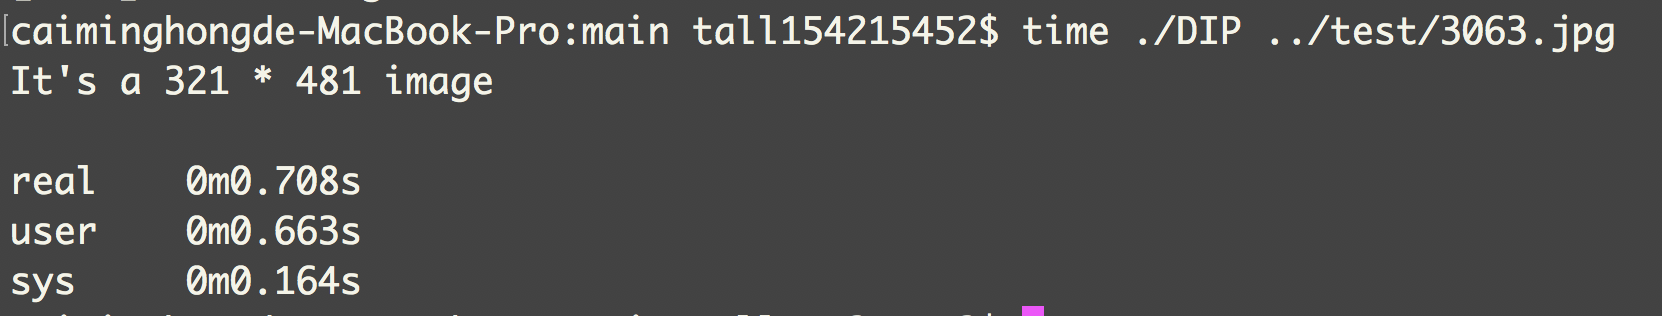 caiminghongde-MacBook-Pro:main tall154215452$ time ./DIP ../test/3063.jpg
It's a 321 * 481 image
real 0m0.708s
user 0m0.663s
sys 0m0.164s